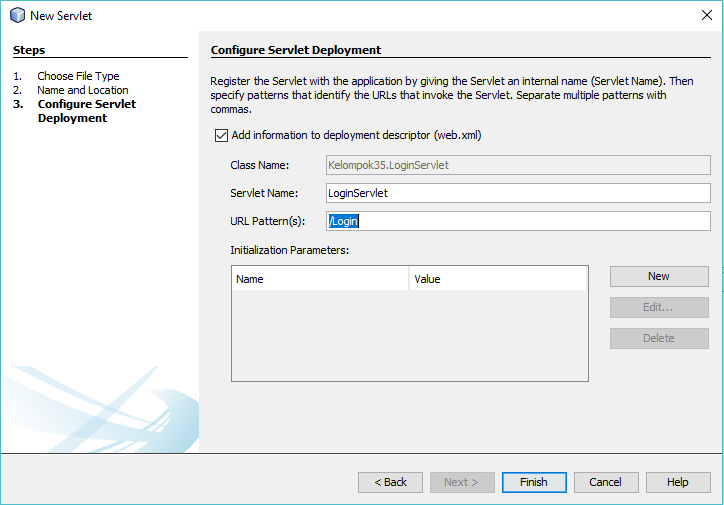 New Servlet
Steps
1. Choose File Type
2. Name and Location
3. Configure Servlet
Deployment
Configure Servlet Deployment
Register the Servlet with the application by giving the Servlet an internal name (Servlet Name). Then
specify patterns that identify the URLs that invoke the Servlet. Separate multiple patterns with
commas.
Add information to deployment descriptor (web.xml)
Class Name: Kelompok35.LoginServlet
Servlet Name: LoginServlet
URL Pattern(s): /Login
Initialization Parameters:
Name Value
New
Edit...
Delete
< Back Next > Finish Cancel Help